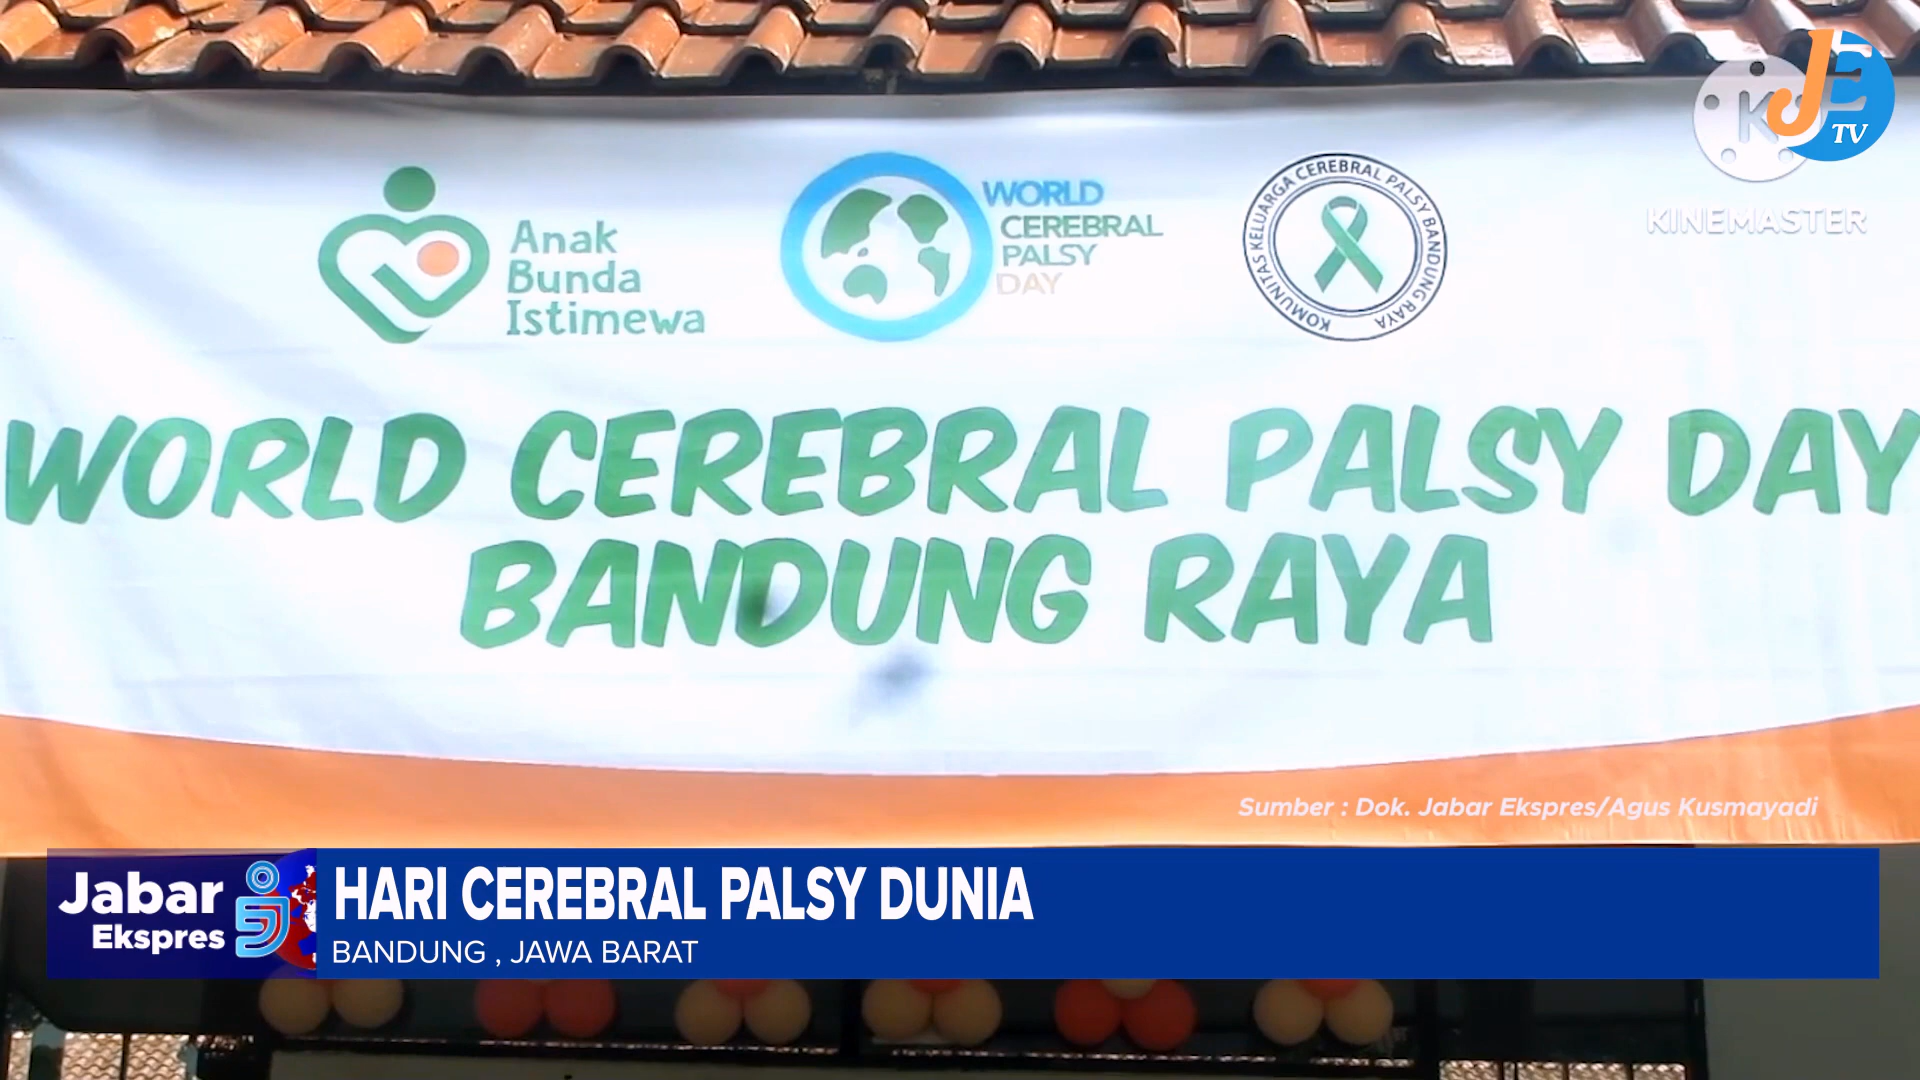 JE
TV
K
KINEMASTER
Anak
Bunda
Istimewa
WORLD
CEREBRAL
PALSY
DAY
KOMUNITAS KELUARGA CEREBRAL PALSY BANDUNG RAYA
WORLD CEREBRAL PALSY DAY
BANDUNG RAYA
Sumber : Dok. Jabar Ekspres/Agus Kusmayadi
Jabar
Ekspres
HARI CEREBRAL PALSY DUNIA
BANDUNG , JAWA BARAT